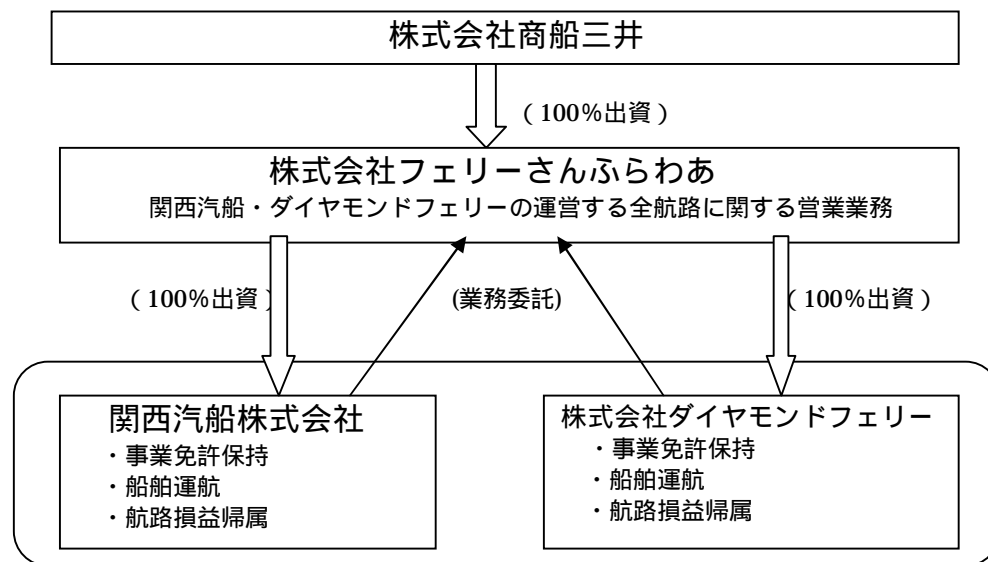 株式会社商船三井
（100%出資）
株式会社フェリーさんふらわあ
関西汽船・ダイヤモンドフェリーの運営する全航路に関する営業業務
（100%出資）
(業務委託)
（100%出資）
関西汽船株式会社
・事業免許保持
・船舶運航
・航路損益帰属
株式会社ダイヤモンドフェリー
・事業免許保持
・船舶運航
・航路損益帰属